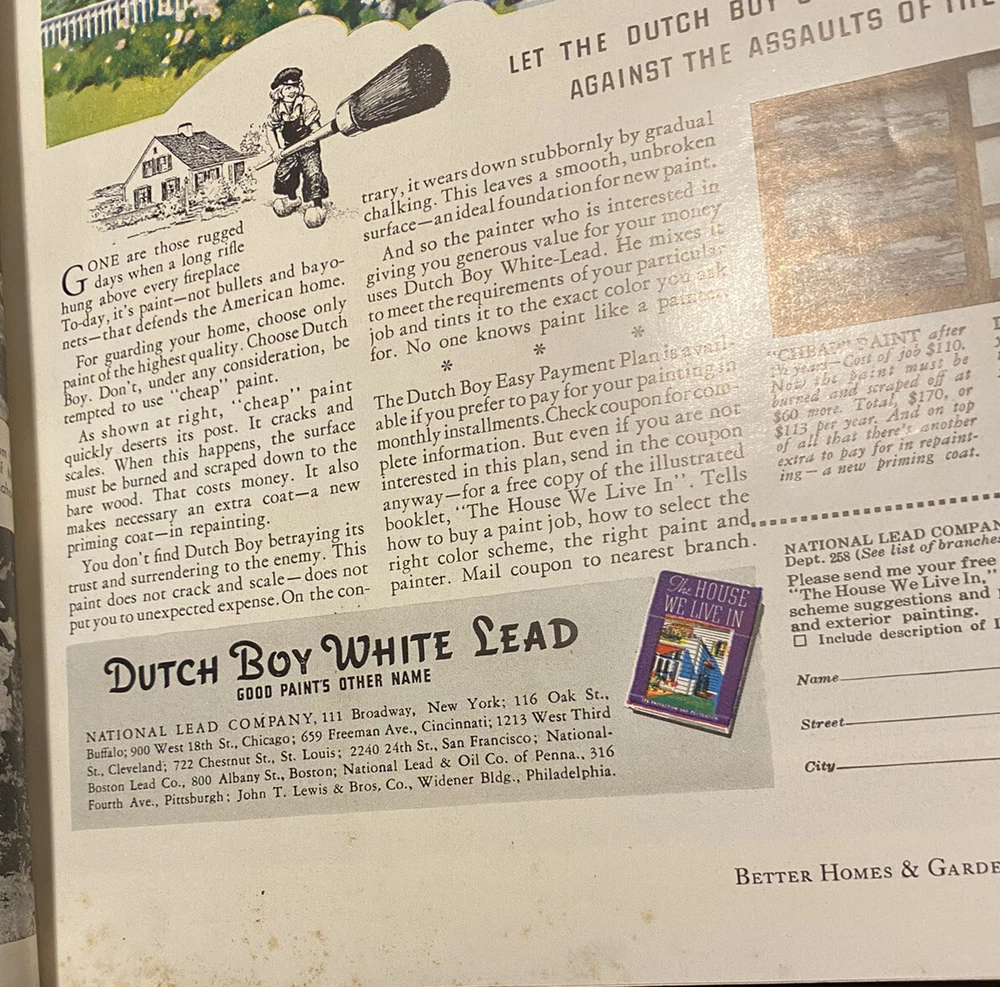 LET THE DUTCH BOY
AGAINST THE ASSAULTS OF THE
GONE are those rugged
days when a long rifle
hung above every fireplace
To-day, it's paint—not bullets and bayo-
nets—that defends the American home.
For guarding your home, choose only
paint of the highest quality. Choose Dutch
Boy. Don't, under any consideration, be
tempted to use "cheap" paint.
As shown at right, "cheap" paint
quickly deserts its post. It cracks and
scales. When this happens, the surface
must be burned and scraped down to the
bare wood. That costs money. It also
makes necessary an extra coat—a new
priming coat—in repainting.
You don't find Dutch Boy betraying its
trust and surrendering to the enemy. This
paint does not crack and scale—does not
put you to unexpected expense. On the con-
trary, it wears down stubbornly by gradual
chalking. This leaves a smooth, unbroken
surface—an ideal foundation for new paint.
And so the painter who is interested in
giving you generous value for your money
uses Dutch Boy White-Lead. He mixes it
to meet the requirements of your particular
job and tints it to the exact color you ask
for. No one knows paint like a painter.
* * *
The Dutch Boy Easy Payment Plan is avail-
able if you prefer to pay for your painting in
monthly installments. Check coupon for com-
plete information. But even if you are not
interested in this plan, send in the coupon
anyway—for a free copy of the illustrated
booklet, "The House We Live In". Tells
how to buy a paint job, how to select the
right color scheme, the right paint and
painter. Mail coupon to nearest branch.
"CHEAP" PAINT after
1½ years—Cost of job $110.
Now the paint must be
burned and scraped off at
$60 more. Total, $170, or
$113 per year. And on top
of all that there's another
extra to pay for in repaint-
ing—a new priming coat.
DUTCH BOY WHITE LEAD
GOOD PAINT'S OTHER NAME
NATIONAL LEAD COMPANY, 111 Broadway, New York; 116 Oak St.,
Buffalo; 900 West 18th St., Chicago; 659 Freeman Ave., Cincinnati; 1213 West Third
St., Cleveland; 722 Chestnut St., St. Louis; 2240 24th St., San Francisco; National-
Boston Lead Co., 800 Albany St., Boston; National Lead & Oil Co. of Penna., 316
Fourth Ave., Pittsburgh; John T. Lewis & Bros. Co., Widener Bldg., Philadelphia.
The HOUSE
WE LIVE IN
NATIONAL LEAD COMPAN
Dept. 258 (See list of branches
Please send me your free
"The House We Live In,"
scheme suggestions and
and exterior painting.
☐ Include description of
Name
Street
City
BETTER HOMES & GARDE